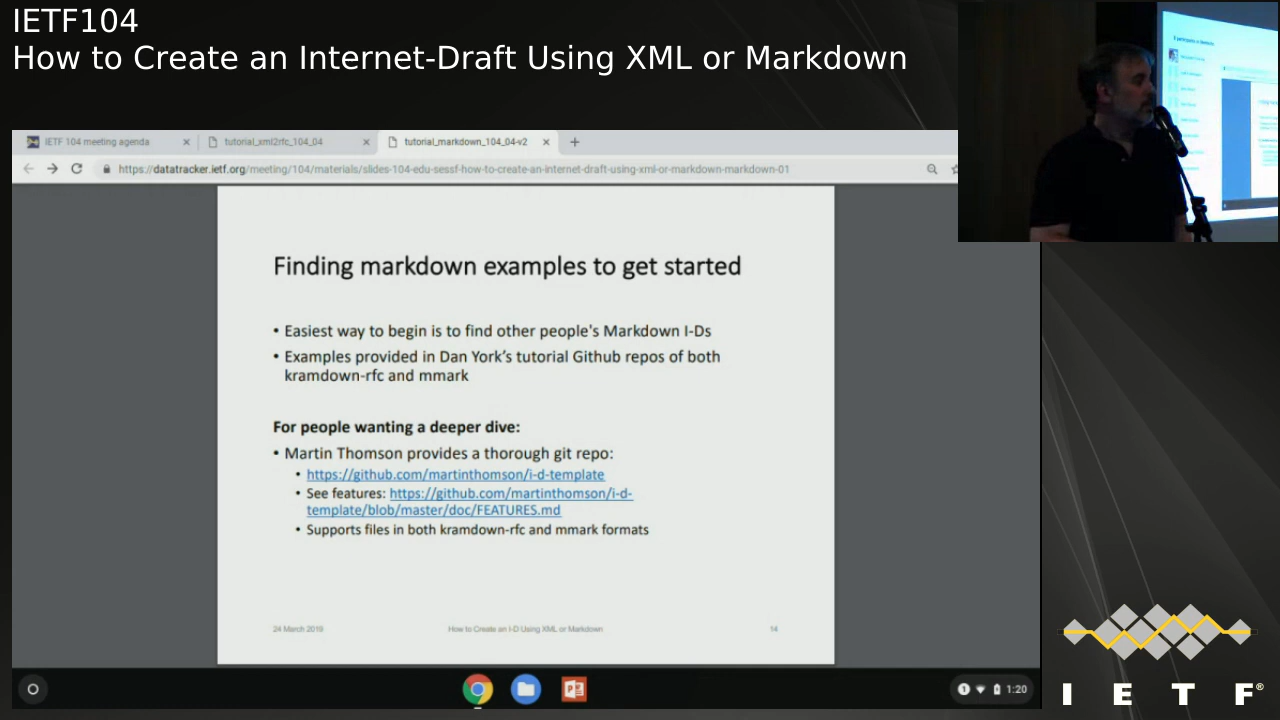 IETF104
How to Create an Internet-Draft Using XML or Markdown
IETF 104 meeting agenda
tutorial_xml2rfc_104_04
tutorial_markdown_104_04-v2
https://datatracker.ietf.org/meeting/104/materials/slides-104-edu-sessf-how-to-create-an-internet-draft-using-xml-or-markdown-markdown-01
Finding markdown examples to get started
• Easiest way to begin is to find other people's Markdown I-Ds
• Examples provided in Dan York's tutorial Github repos of both
kramdown-rfc and mmark
For people wanting a deeper dive:
• Martin Thomson provides a thorough git repo:
• https://github.com/martinthomson/i-d-template
• See features: https://github.com/martinthomson/i-d-
template/blob/master/doc/FEATURES.md
• Supports files in both kramdown-rfc and mmark formats
24 March 2019
How to Create an I-D Using XML or Markdown
14
1 1:20
I E T F®